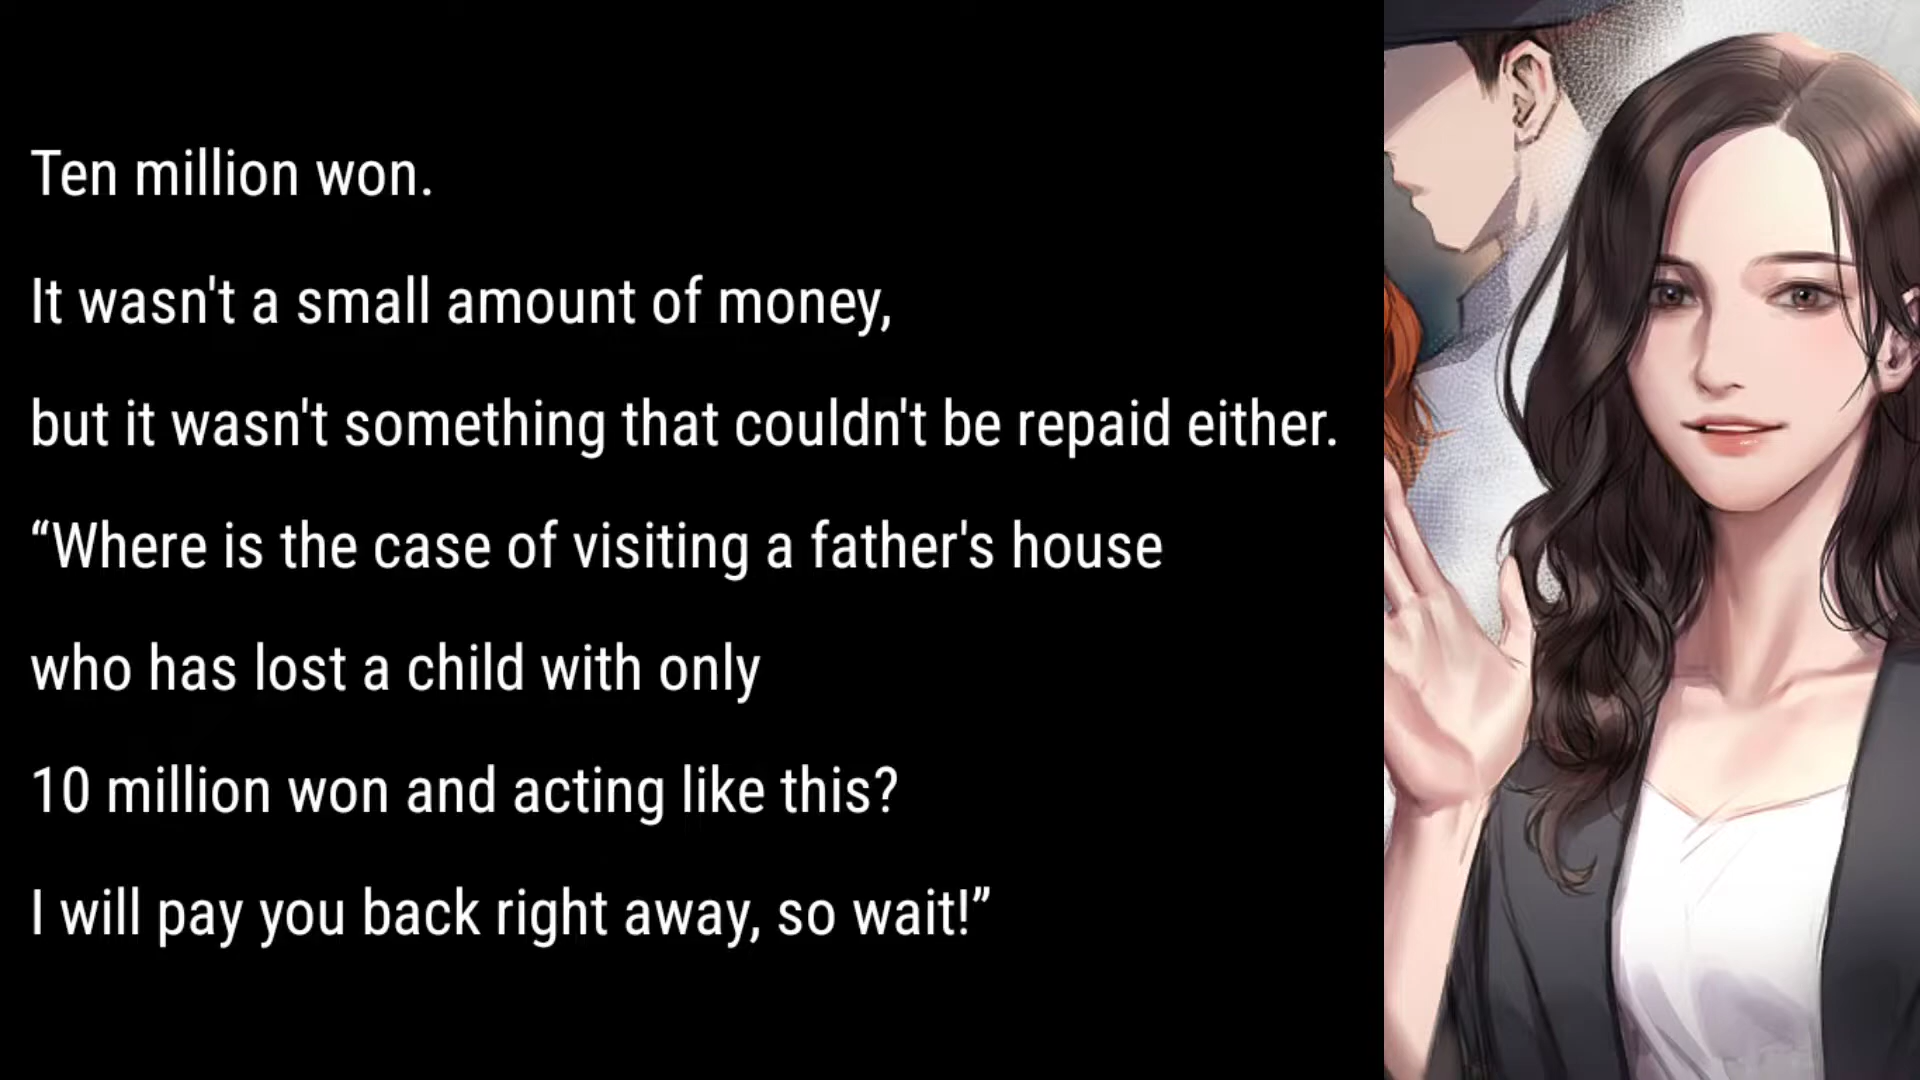 Ten million won.
It wasn't a small amount of money,
but it wasn't something that couldn't be repaid either.
“Where is the case of visiting a father's house
who has lost a child with only
10 million won and acting like this?
I will pay you back right away, so wait!”